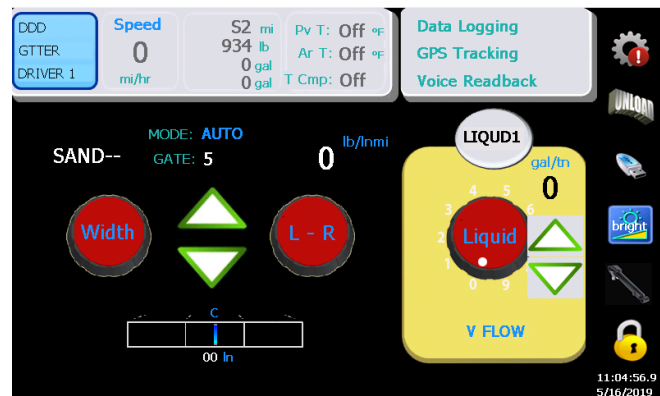 DDD
GTTER
DRIVER 1
Speed
0
mi/hr
S2 mi
934 lb
0 gal
0 gal
Pv T: Off ºF
Ar T: Off ºF
T Cmp: Off
Data Logging
GPS Tracking
Voice Readback
UNLOAD
MODE: AUTO
SAND--
GATE: 5
0 lb/lnmi
LIQUD1
gal/tn
0
Width
L - R
3 4 5 6
2 Liquid
1
0 9
C
00 In
V FLOW
bright
11:04:56.9
5/16/2019